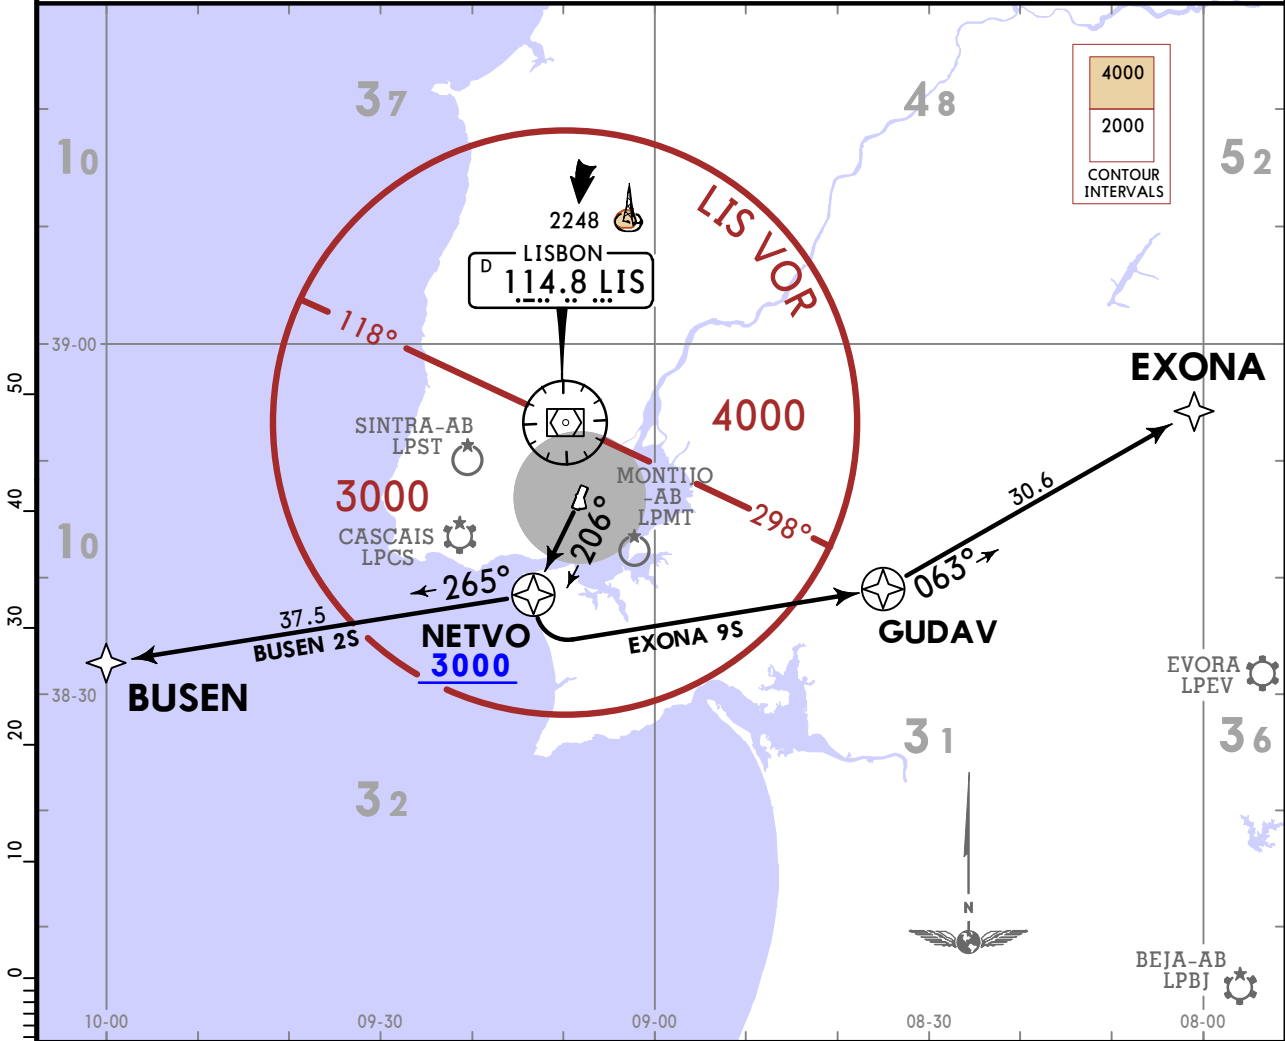 37
48
4000
2000
CONTOUR
INTERVALS
10
52
2248
LIS VOR
LISBON
D 114.8 LIS
118°
39-00
50
EXONA
SINTRA-AB
LPST
4000
3000
MONTIJO
-AB
LPMT
30.6
40
298°
206°
CASCAIS
LPCS
10
063°
265°
37.5
BUSEN 2S
NETVO
3000
EXONA 9S
GUDAV
30
BUSEN
38-30
EVORA
LPEV
20
31
36
32
10
N
BEJA-AB
LPBJ
0
10-00
09-30
09-00
08-30
08-00